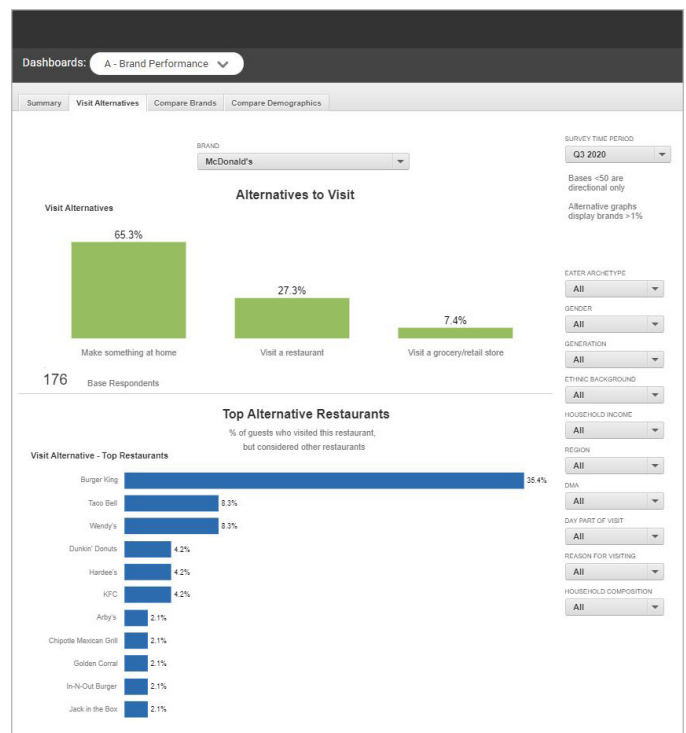 Dashboards: A - Brand Performance
Summary Visit Alternatives Compare Brands Compare Demographics
BRAND
McDonald's
SURVEY TIME PERIOD
Q3 2020
Bases <50 are
directional only
Alternative graphs
display brands >1%
Alternatives to Visit
Visit Alternatives
65.3%
27.3%
7.4%
Make something at home Visit a restaurant Visit a grocery/retail store
176 Base Respondents
Top Alternative Restaurants
% of guests who visited this restaurant,
but considered other restaurants
Visit Alternative - Top Restaurants
Burger King 35.4%
Taco Bell 8.3%
Wendy's 8.3%
Dunkin' Donuts 4.2%
Hardee's 4.2%
KFC 4.2%
Arby's 2.1%
Chipotle Mexican Grill 2.1%
Golden Corral 2.1%
In-N-Out Burger 2.1%
Jack in the Box 2.1%
EATER ARCHETYPE
All
GENDER
All
GENERATION
All
ETHNIC BACKGROUND
All
HOUSEHOLD INCOME
All
REGION
All
DMA
All
DAY PART OF VISIT
All
REASON FOR VISITING
All
HOUSEHOLD COMPOSITION
All